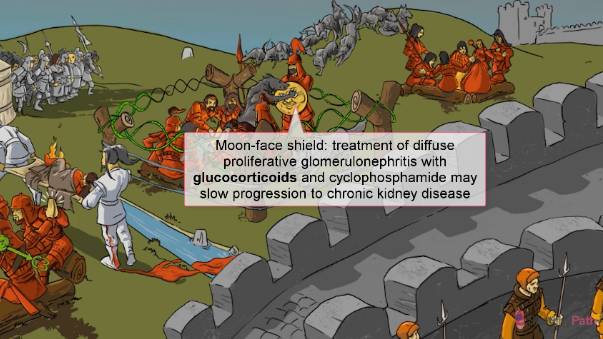 Moon-face shield: treatment of diffuse
proliferative glomerulonephritis with
glucocorticoids and cyclophosphamide may
slow progression to chronic kidney disease